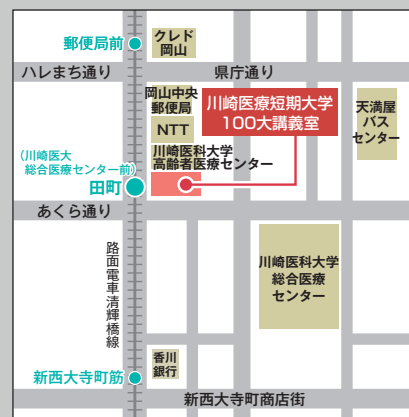 郵便局前
クレド
岡山
ハレまち通り
県庁通り
岡山中央
郵便局
NTT
川崎医療短期大学
100大講義室
天満屋
バス
センター
川崎医科大学
高齢者医療センター
(川崎医大
総合医療センター前)
田町
あくら通り
路面電車清輝橋線
川崎医科大学
総合医療
センター
香川
銀行
新西大寺町筋
新西大寺町商店街